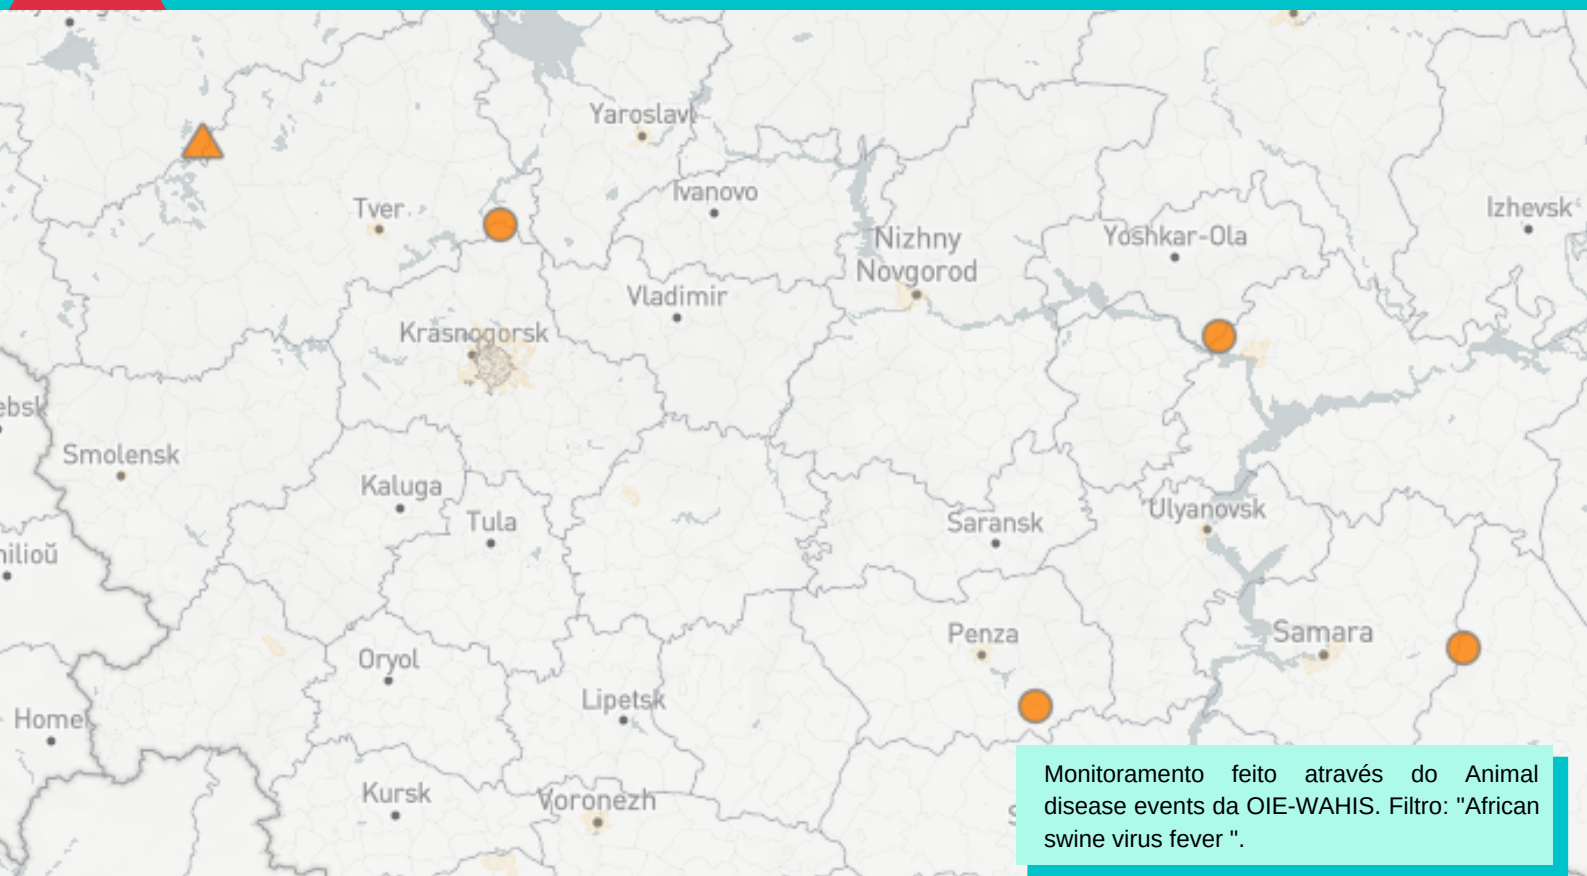 Yaroslavl
Ivanovo
Tver
Izhevsk
Nizhny
Novgorod
Yoshkar-Ola
Vladimir
Krasnogorsk
Smolensk
Kaluga
Tula
Saransk
Ulyanovsk
Penza
Samara
Oryol
Lipetsk
Homel
Kursk
Voronezh
Monitoramento feito através do Animal
disease events da OIE-WAHIS. Filtro: "African
swine virus fever ".